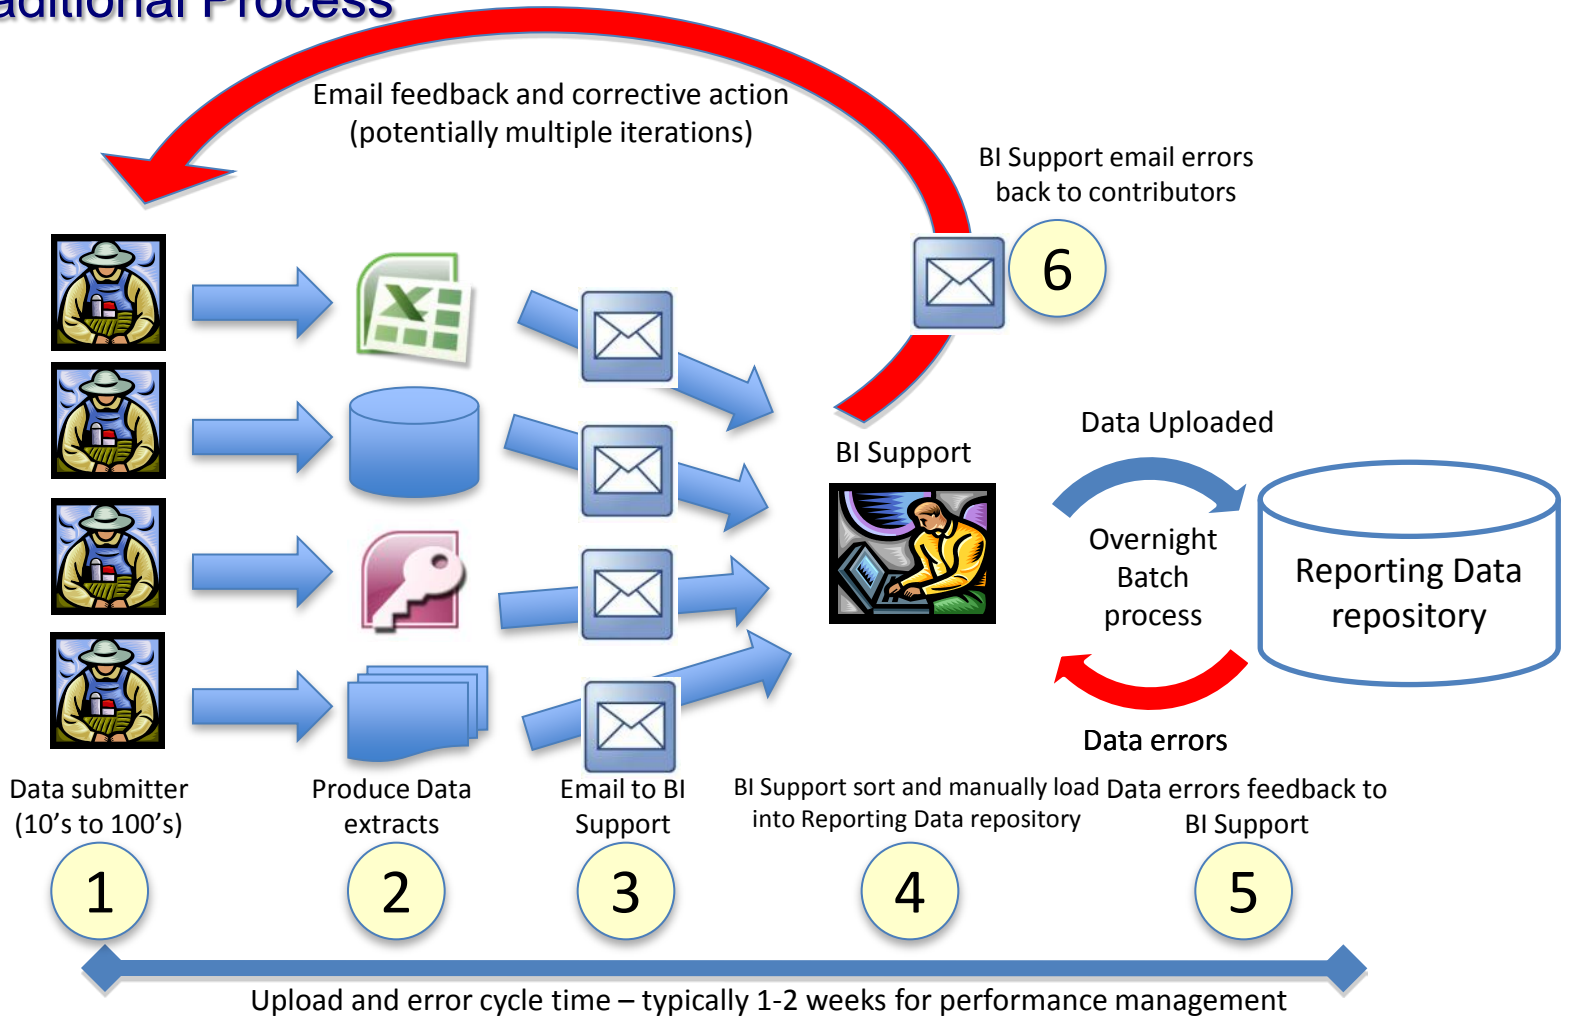 aditional Process
Email feedback and corrective action
(potentially multiple iterations)
BI Support email errors
back to contributors
6
BI Support
Data Uploaded
Overnight
Batch
process
Reporting Data
repository
Data errors
Data submitter
(10’s to 100’s)
Produce Data
extracts
Email to BI
Support
BI Support sort and manually load
into Reporting Data repository
Data errors feedback to
BI Support
1
2
3
4
5
Upload and error cycle time – typically 1-2 weeks for performance management